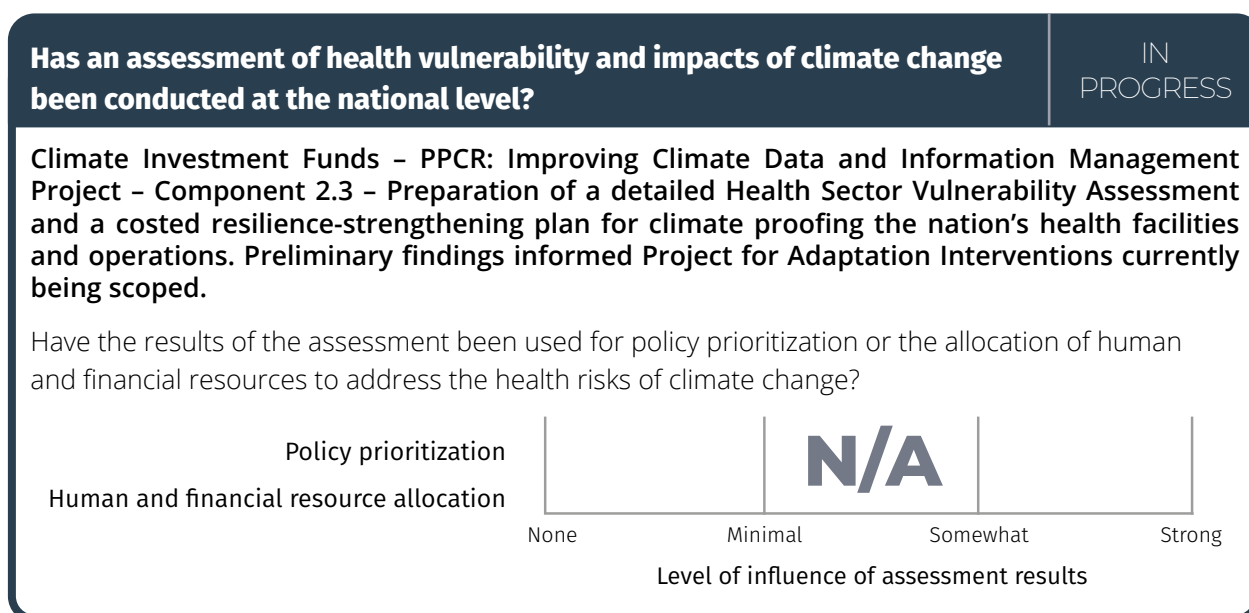 Has an assessment of health vulnerability and impacts of climate change
been conducted at the national level?
IN
PROGRESS
Climate Investment Funds – PPCR: Improving Climate Data and Information Management
Project – Component 2.3 – Preparation of a detailed Health Sector Vulnerability Assessment
and a costed resilience-strengthening plan for climate proofing the nation’s health facilities
and operations. Preliminary findings informed Project for Adaptation Interventions currently
being scoped.
Have the results of the assessment been used for policy prioritization or the allocation of human
and financial resources to address the health risks of climate change?
Policy prioritization
Human and financial resource allocation
N/A
None
Minimal
Somewhat
Strong
Level of influence of assessment results